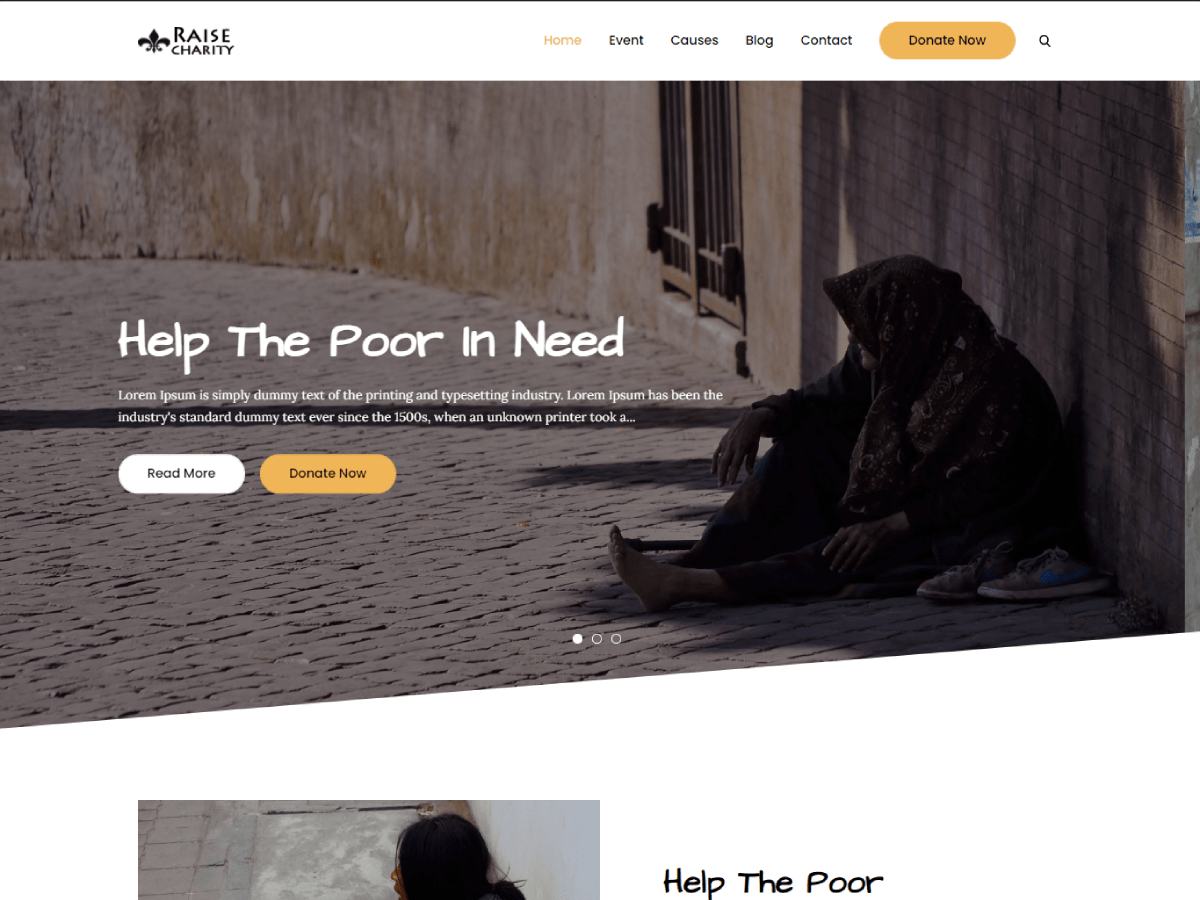 RAISE
CHARITY
Home Event Causes Blog Contact Donate Now
Help The Poor In Need
Lorem Ipsum is simply dummy text of the printing and typesetting industry. Lorem Ipsum has been the
industry's standard dummy text ever since the 1500s, when an unknown printer took a...
Read More Donate Now
Help The Poor